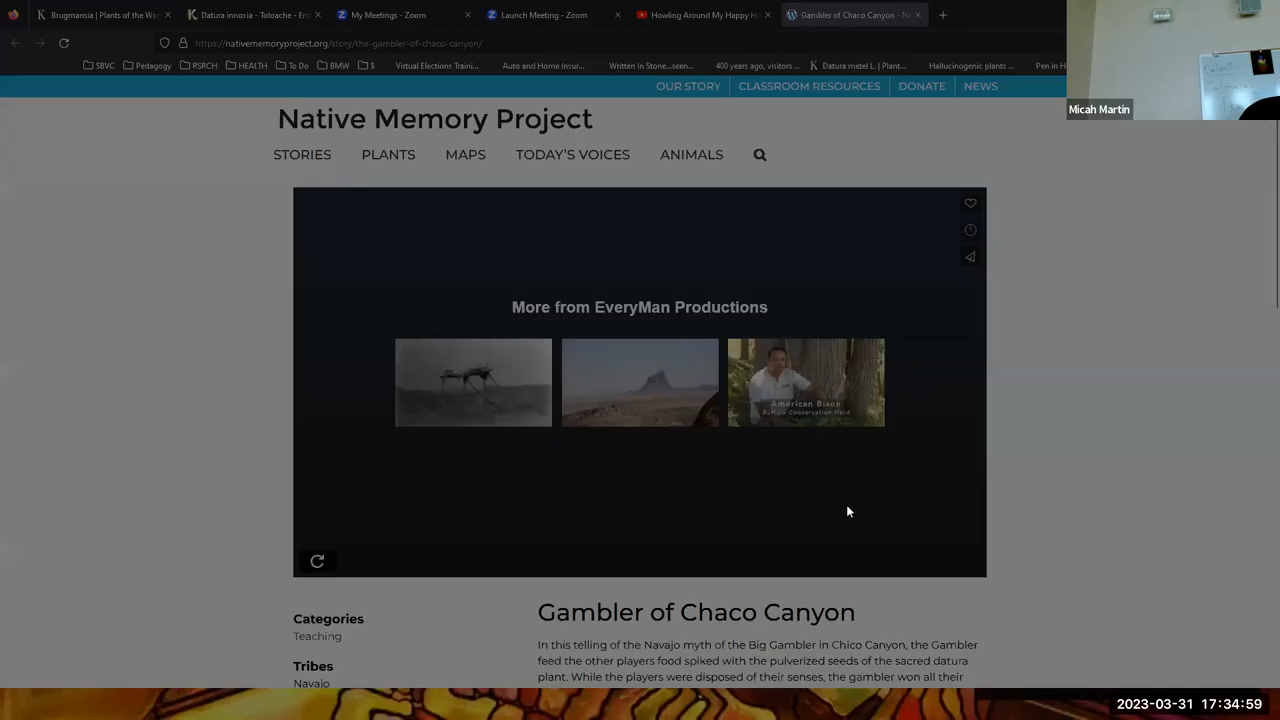 Brugmansia | Plants of the Wor
Datura innoxia - Toloache - Ent
My Meetings - Zoom
Launch Meeting - Zoom
Howling Around My Happy H
Gambler of Chaco Canyon - Na
https://nativememoryproject.org/story/the-gambler-of-chaco-canyon/
SBVC
Pedagogy
RSRCH
HEALTH
To Do
BMW
$
Virtual Elections Traini...
Auto and Home Insur...
Written In Stone...seen...
400 years ago, visitors ...
Datura metel L. | Plant...
Hallucinogenic plants ...
Pen in H
Micah Martin
OUR STORY
CLASSROOM RESOURCES
DONATE
NEWS
Native Memory Project
STORIES
PLANTS
MAPS
TODAY'S VOICES
ANIMALS
More from EveryMan Productions
American Bison
Buffalo Conservation Herd
Categories
Teaching
Tribes
Navajo
Gambler of Chaco Canyon
In this telling of the Navajo myth of the Big Gambler in Chico Canyon, the Gambler
feed the other players food spiked with the pulverized seeds of the sacred datura
plant. While the players were disposed of their senses, the gambler won all their
2023-03-31 17:34:59